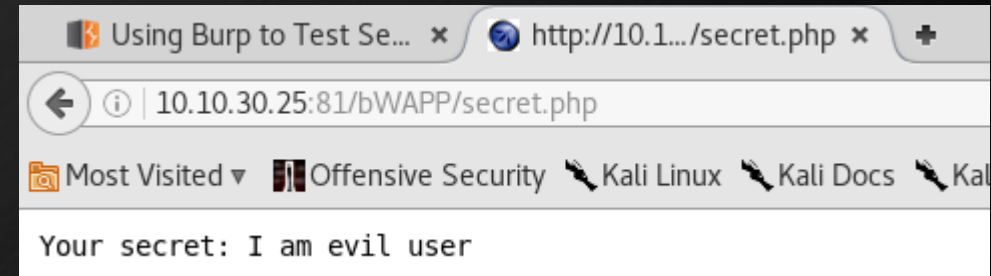 Using Burp to Test Se... × http://10.1.../secret.php × +
10.10.30.25:81/bWAPP/secret.php
Most Visited Offensive Security Kali Linux Kali Docs Kal
Your secret: I am evil user